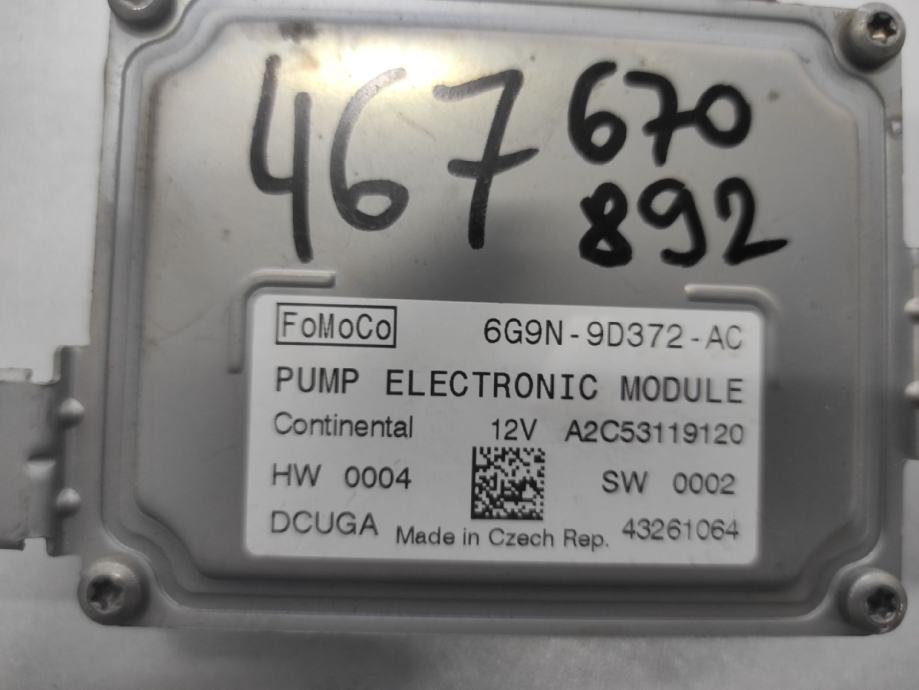 467 670
892
FoMoCo 6G9N-9D372-AC
PUMP ELECTRONIC MODULE
Continental 12V A2C53119120
HW 0004 SW 0002
DCUGA Made in Czech Rep. 43261064